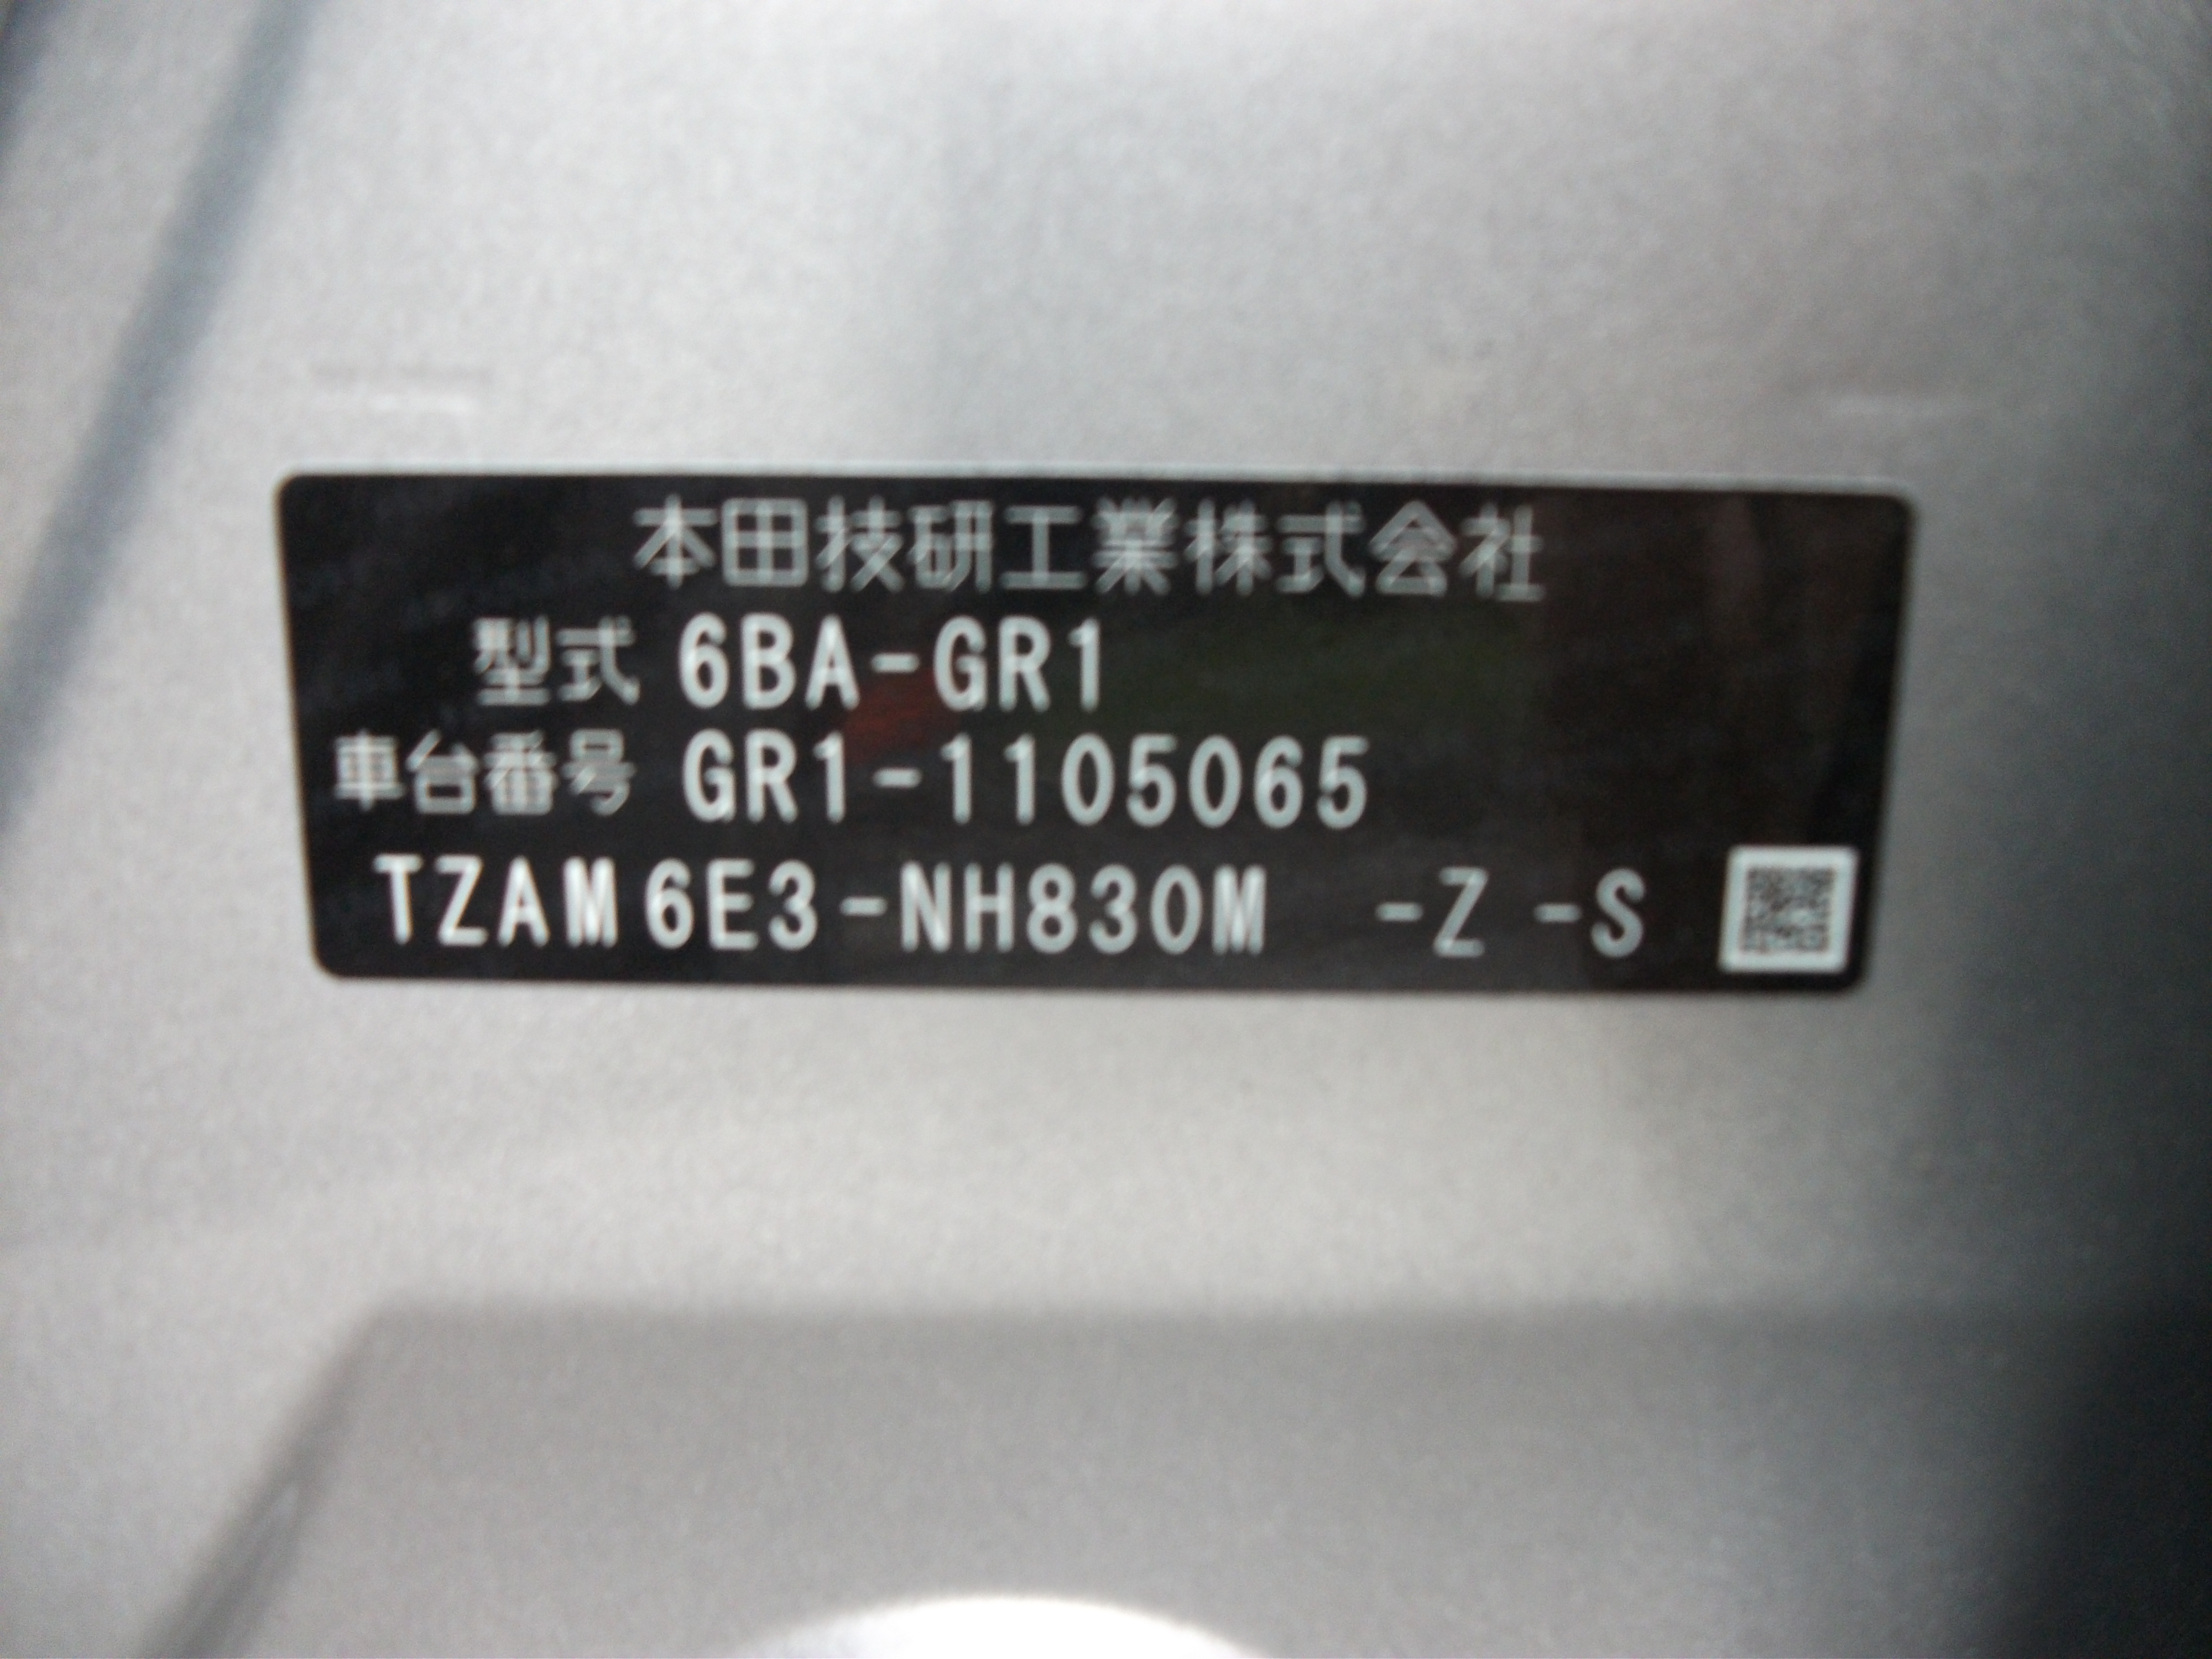 本田技研工業株式会社
型式 6BA-GR1
車台番号 GR1-1105065
TZAM6E3-NH830M -Z -S